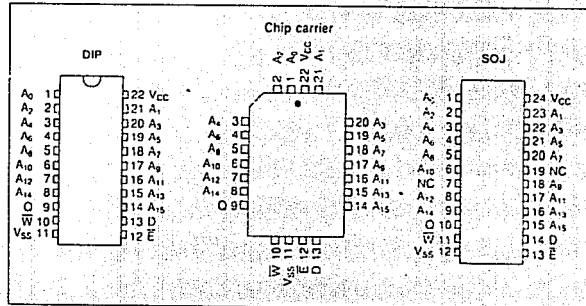 DIP
A0 1 22 VCC
A2 2 21 A1
A4 3 20 A3
A6 4 19 A5
A8 5 18 A7
A10 6 17 A9
A12 7 16 A11
A14 8 15 A13
Q 9 14 A15
W̅ 10 13 D
VSS 11 12 E̅
Chip carrier
A2 A0 VCC A1
2 1 22 21
A4 3 20 A3
A6 4 19 A5
A8 5 18 A7
A10 6 17 A9
A12 7 16 A11
A14 8 15 A13
Q 9 14 A15
10 11 12 13
W̅ VSS E̅ D
SOJ
1 24 VCC
A2 2 23 A1
A4 3 22 A3
A6 4 21 A5
A8 5 20 A7
A10 6 19 NC
NC 7 18 A9
A12 8 17 A11
A14 9 16 A13
Q 10 15 A15
W̅ 11 14 D
VSS 12 13 E̅